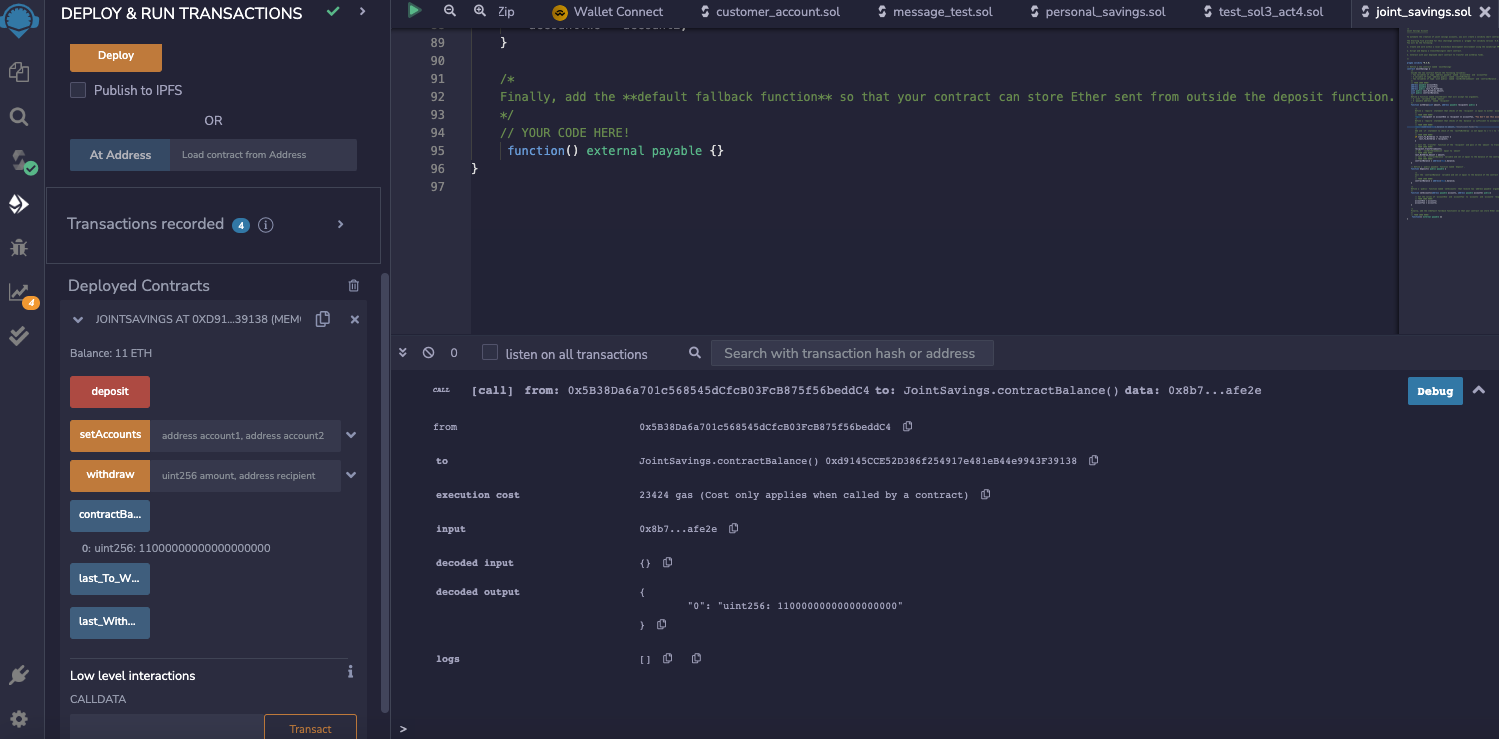 DEPLOY & RUN TRANSACTIONS
Deploy
Publish to IPFS
OR
At Address Load contract from Address
Transactions recorded 4 i
Deployed Contracts
JOINTSAVINGS AT 0XD91...39138 (MEM
Balance: 11 ETH
deposit
setAccounts address account1, address account2
withdraw uint256 amount, address recipient
contractBa...
0: uint256: 11000000000000000000
last_To_W...
last_With...
Low level interactions i
CALLDATA
Transact
4
Zip Wallet Connect customer_account.sol message_test.sol personal_savings.sol test_sol3_act4.sol joint_savings.sol
89 }
90
91 /*
92 Finally, add the **default fallback function** so that your contract can store Ether sent from outside the deposit function.
93 */
94 // YOUR CODE HERE!
95 function() external payable {}
96 }
97
0 listen on all transactions Search with transaction hash or address
CALL [call] from: 0x5B38Da6a701c568545dCfcB03FcB875f56beddC4 to: JointSavings.contractBalance() data: 0x8b7...afe2e Debug
from 0x5B38Da6a701c568545dCfcB03FcB875f56beddC4
to JointSavings.contractBalance() 0xd9145CCE52D386f254917e481eB44e9943F39138
execution cost 23424 gas (Cost only applies when called by a contract)
input 0x8b7...afe2e
decoded input {}
decoded output {
"0": "uint256: 11000000000000000000"
}
logs []
>